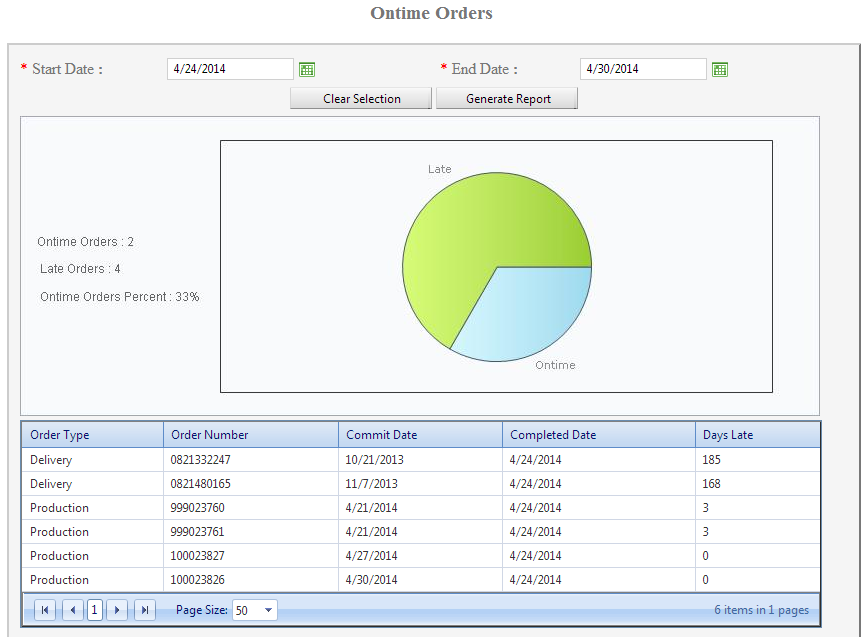 Ontime Orders
* Start Date : 4/24/2014 * End Date : 4/30/2014
Clear Selection Generate Report
Late
Ontime Orders : 2
Late Orders : 4
Ontime Orders Percent : 33%
Ontime
Order Type Order Number Commit Date Completed Date Days Late
Delivery 0821332247 10/21/2013 4/24/2014 185
Delivery 0821480165 11/7/2013 4/24/2014 168
Production 999023760 4/21/2014 4/24/2014 3
Production 999023761 4/21/2014 4/24/2014 3
Production 100023827 4/27/2014 4/24/2014 0
Production 100023826 4/30/2014 4/24/2014 0
1 Page Size: 50 6 items in 1 pages